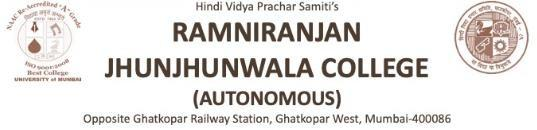 Hindi Vidya Prachar Samiti's
RAMNIRANJAN
JHUNJHUNWALA COLLEGE
(AUTONOMOUS)
Opposite Ghatkopar Railway Station, Ghatkopar West, Mumbai-400086
NAAC Re-Accredited "A" Grade
ISO 9001:2008
Best College
UNIVERSITY OF MUMBAI